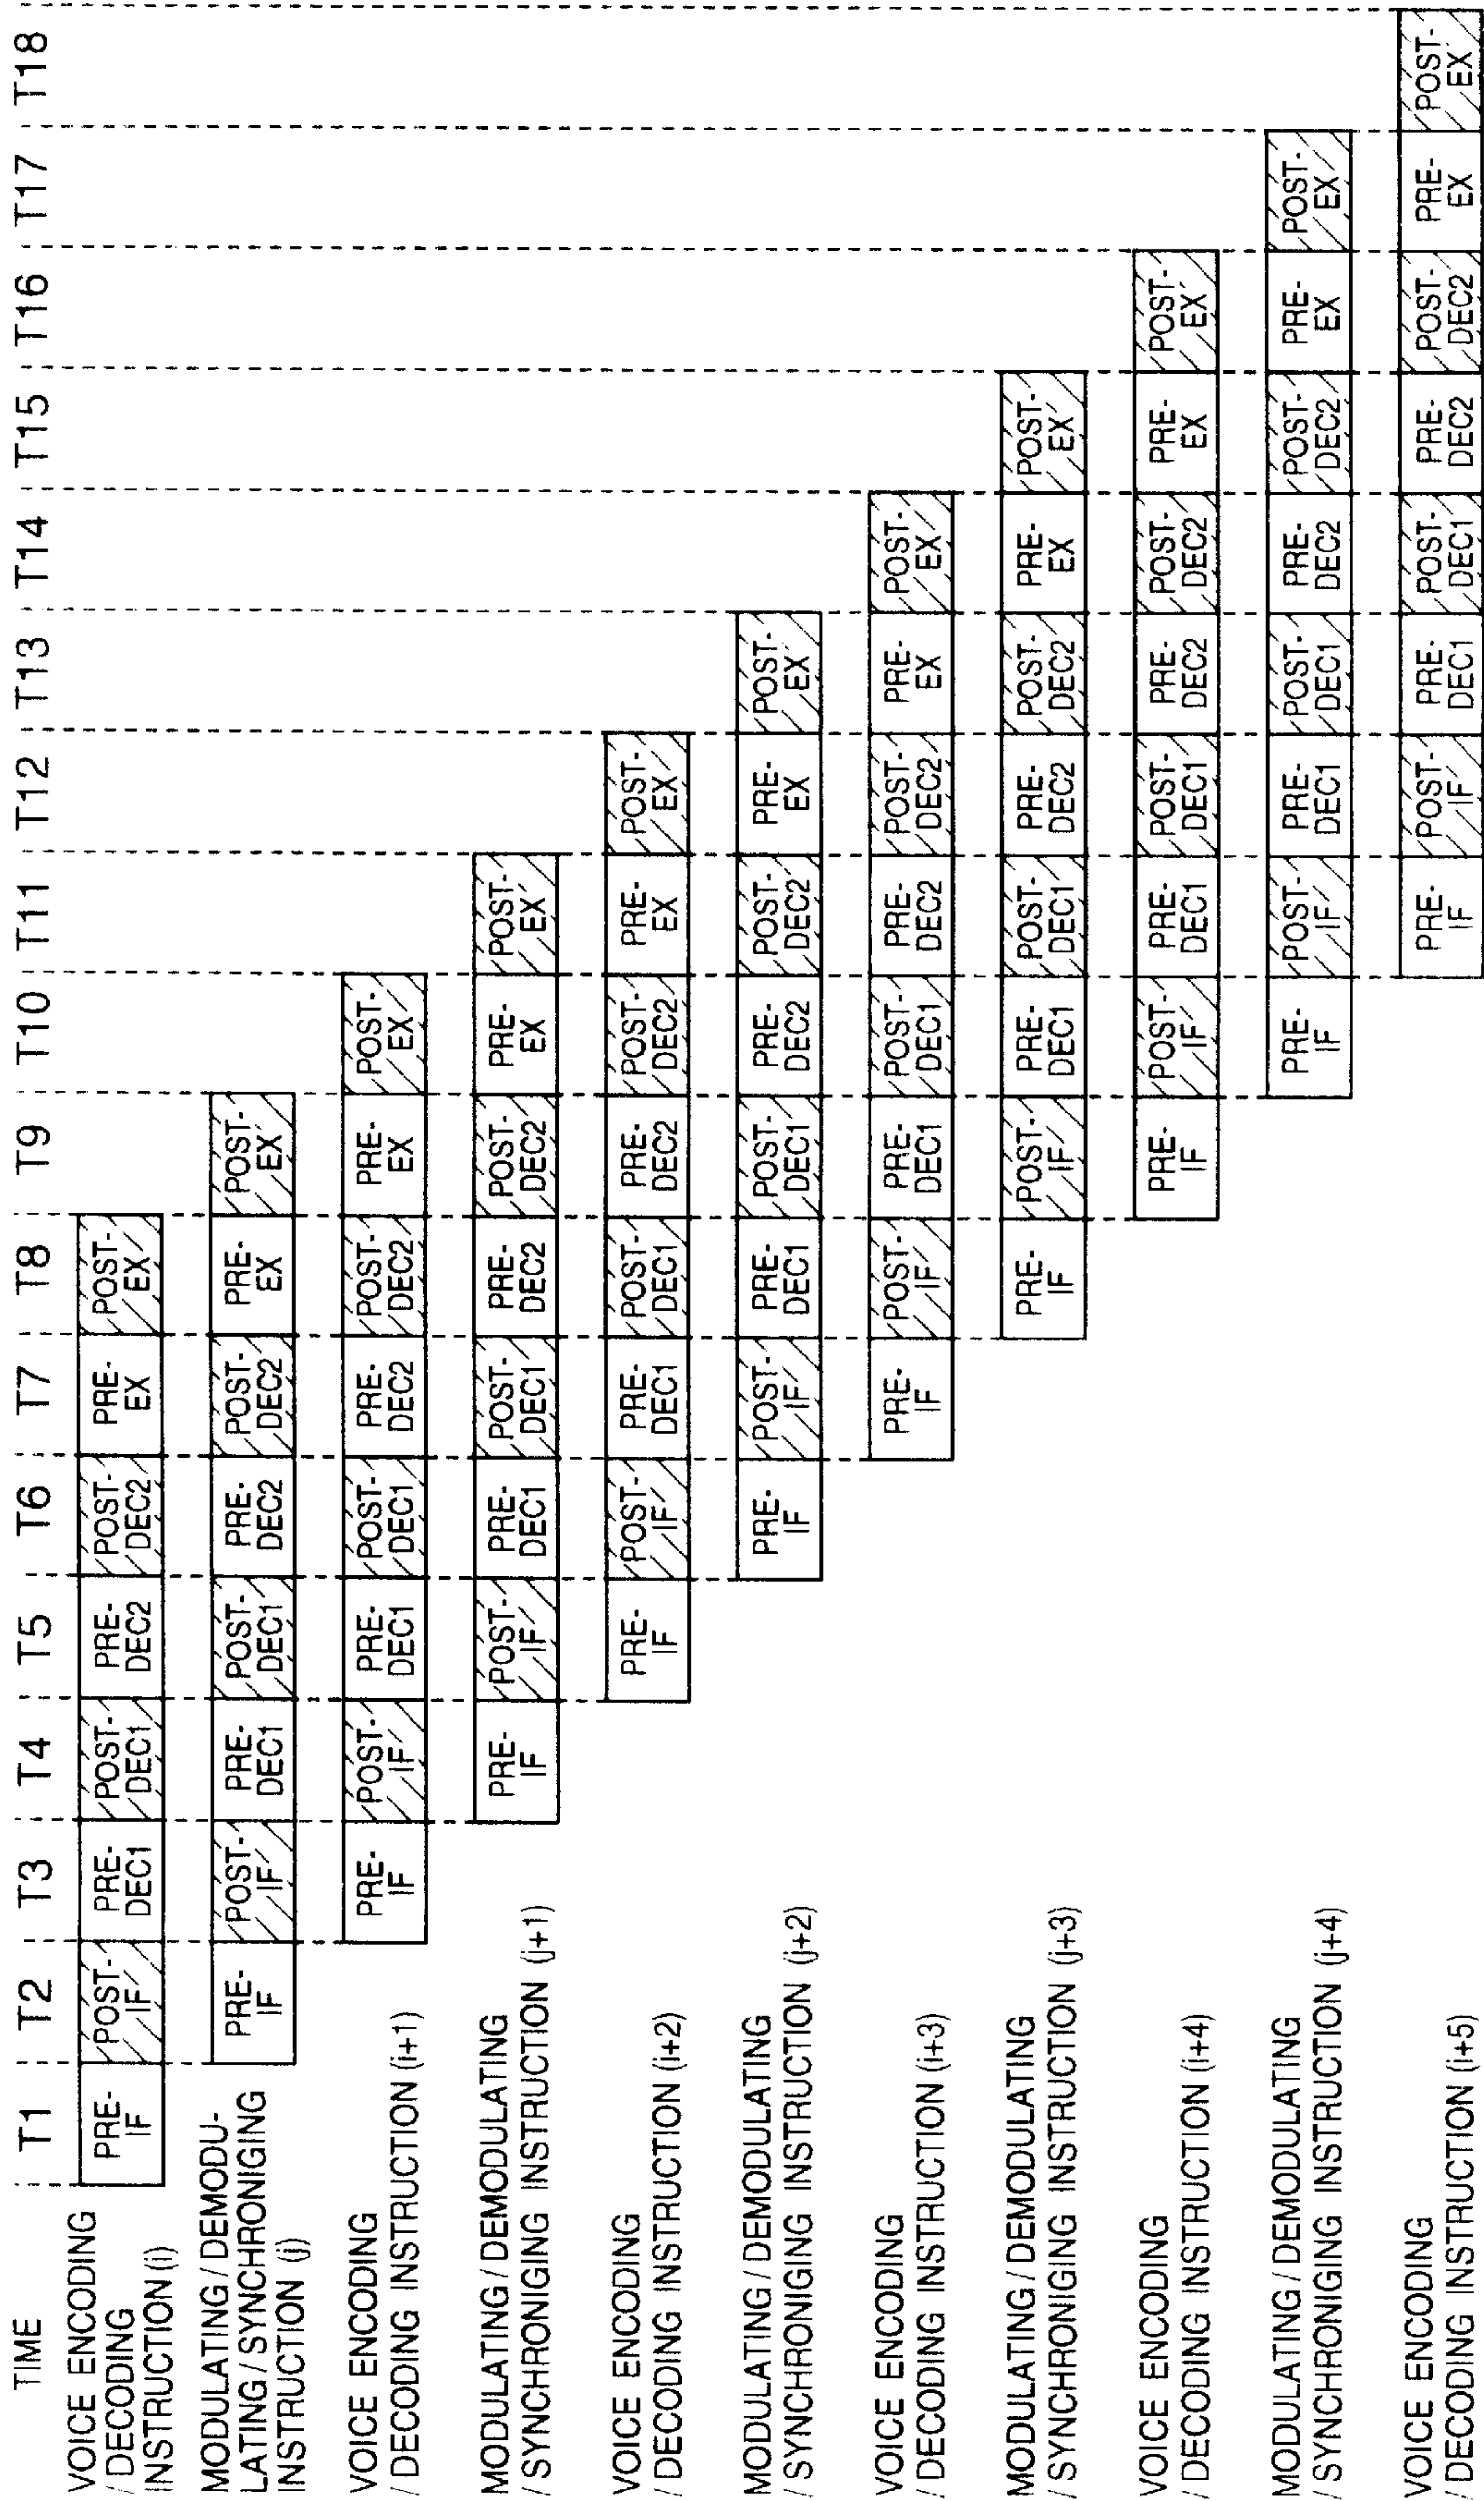 TIME T1 T2 T3 T4 T5 T6 T7 T8 T9 T10 T11 T12 T13 T14 T15 T16 T17 T18
VOICE ENCODING
/ DECODING
INSTRUCTION (i)
PRE-IF POST-IF PRE-DEC1 POST-DEC1 PRE-DEC2 POST-DEC2 PRE-EX POST-EX
MODULATING / DEMODU-
LATING / SYNCHRONIGING
INSTRUCTION (j)
PRE-IF POST-IF PRE-DEC1 POST-DEC1 PRE-DEC2 POST-DEC2 PRE-EX POST-EX
VOICE ENCODING
/ DECODING INSTRUCTION (i+1)
PRE-IF POST-IF PRE-DEC1 POST-DEC1 PRE-DEC2 POST-DEC2 PRE-EX POST-EX
MODULATING / DEMODULATING
/ SYNCHRONIGING INSTRUCTION (j+1)
PRE-IF POST-IF PRE-DEC1 POST-DEC1 PRE-DEC2 POST-DEC2 PRE-EX POST-EX
VOICE ENCODING
/ DECODING INSTRUCTION (i+2)
PRE-IF POST-IF PRE-DEC1 POST-DEC1 PRE-DEC2 POST-DEC2 PRE-EX POST-EX
MODULATING / DEMODULATING
/ SYNCHRONIGING INSTRUCTION (j+2)
PRE-IF POST-IF PRE-DEC1 POST-DEC1 PRE-DEC2 POST-DEC2 PRE-EX POST-EX
VOICE ENCODING
/ DECODING INSTRUCTION (i+3)
PRE-IF POST-IF PRE-DEC1 POST-DEC1 PRE-DEC2 POST-DEC2 PRE-EX POST-EX
MODULATING / DEMODULATING
/ SYNCHRONIGING INSTRUCTION (j+3)
PRE-IF POST-IF PRE-DEC1 POST-DEC1 PRE-DEC2 POST-DEC2 PRE-EX POST-EX
VOICE ENCODING
/ DECODING INSTRUCTION (i+4)
PRE-IF POST-IF PRE-DEC1 POST-DEC1 PRE-DEC2 POST-DEC2 PRE-EX POST-EX
MODULATING / DEMODULATING
/ SYNCHRONIGING INSTRUCTION (j+4)
PRE-IF POST-IF PRE-DEC1 POST-DEC1 PRE-DEC2 POST-DEC2 PRE-EX POST-EX
VOICE ENCODING
/ DECODING INSTRUCTION (i+5)
PRE-IF POST-IF PRE-DEC1 POST-DEC1 PRE-DEC2 POST-DEC2 PRE-EX POST-EX